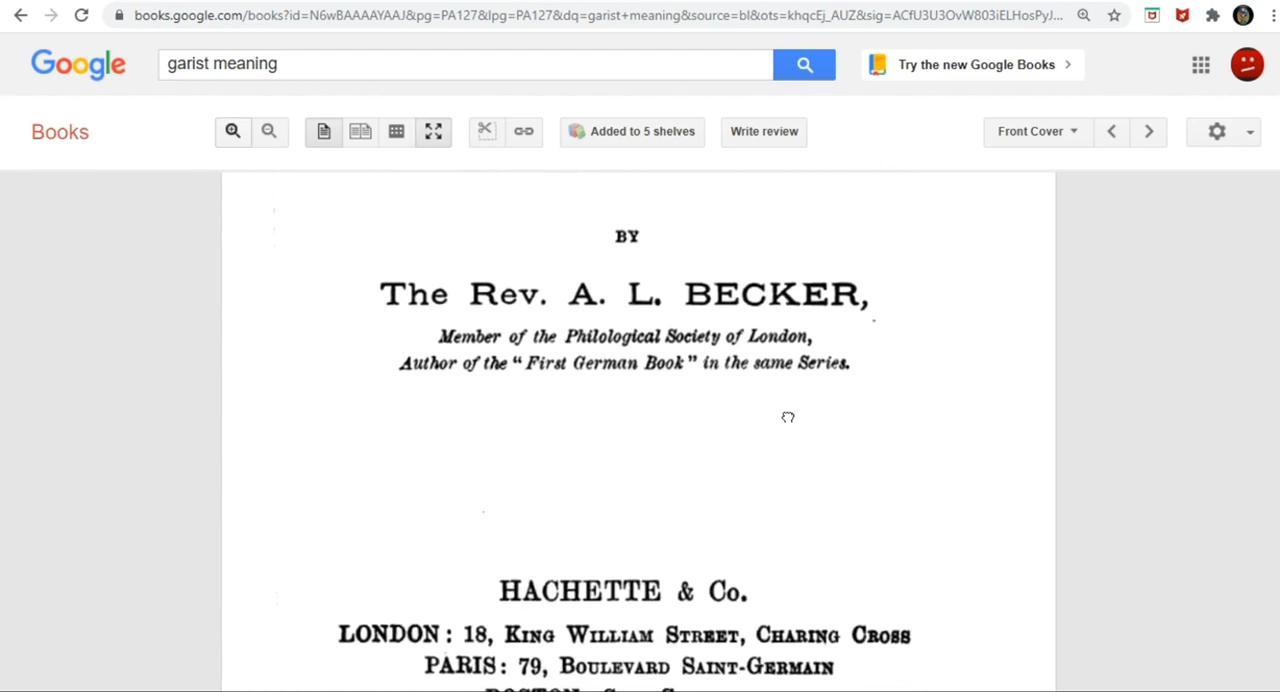 books.google.com/books?id=N6wBAAAAYAAJ&pg=PA127&lpg=PA127&dq=garist+meaning&source=bl&ots=khqcEj_AUZ&sig=ACfU3U3OvW803iELHosPyJ...
Google
garist meaning
Try the new Google Books
Books
Added to 5 shelves
Write review
Front Cover
BY
The Rev. A. L. BECKER,
Member of the Philological Society of London,
Author of the "First German Book" in the same Series.
HACHETTE & Co.
LONDON: 18, KING WILLIAM STREET, CHARING CROSS
PARIS: 79, BOULEVARD SAINT-GERMAIN